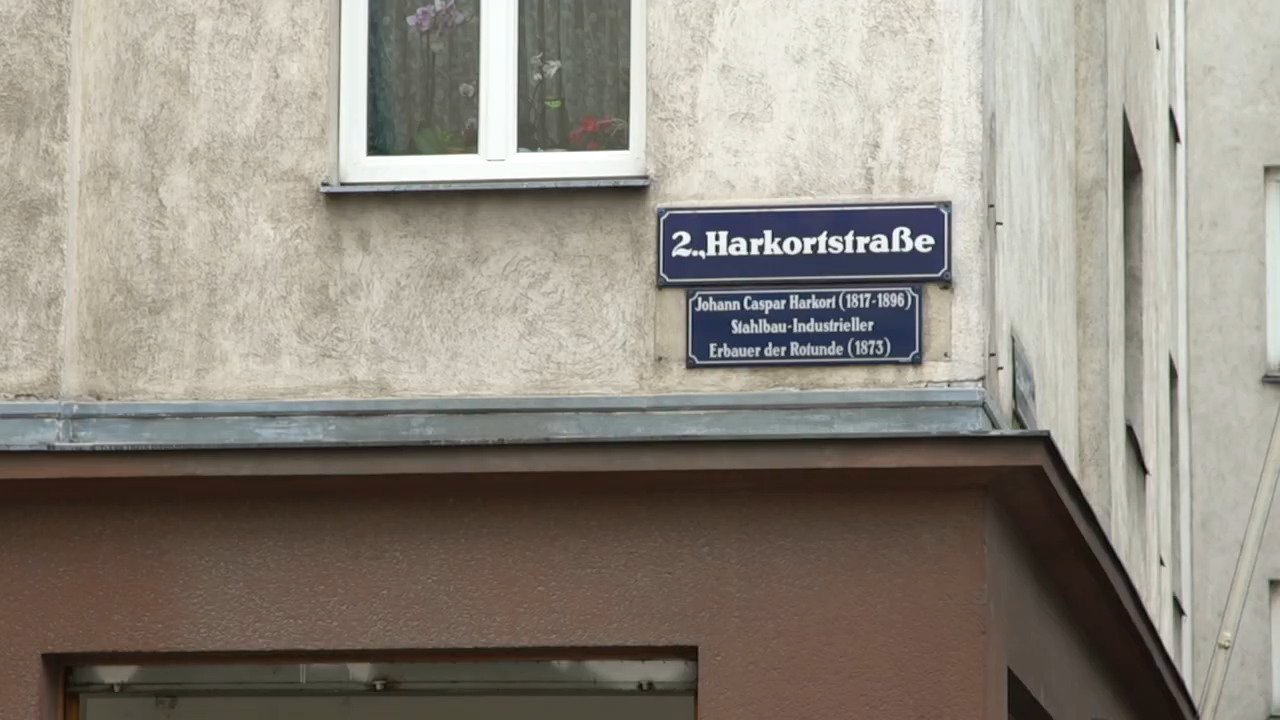 2.,Harkortstraße
Johann Caspar Harkort (1817-1896)
Stahlbau-Industrieller
Erbauer der Rotunde (1873)